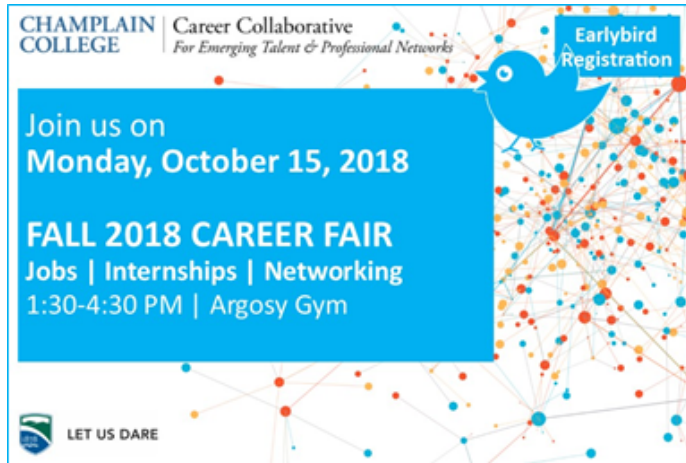 CHAMPLAIN
COLLEGE
Career Collaborative
For Emerging Talent & Professional Networks
Earlybird
Registration
Join us on
Monday, October 15, 2018
FALL 2018 CAREER FAIR
Jobs | Internships | Networking
1:30-4:30 PM | Argosy Gym
LET US DARE